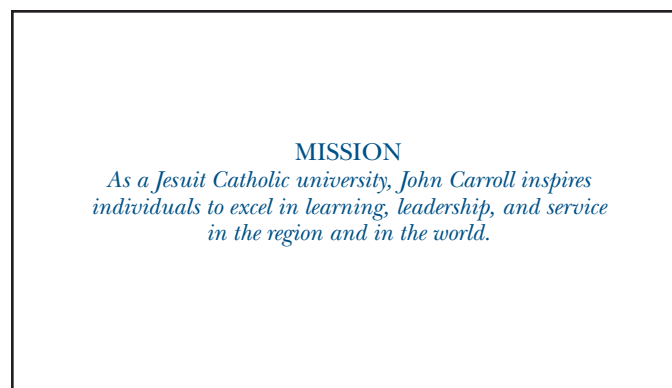 MISSION
As a Jesuit Catholic university, John Carroll inspires
individuals to excel in learning, leadership, and service
in the region and in the world.